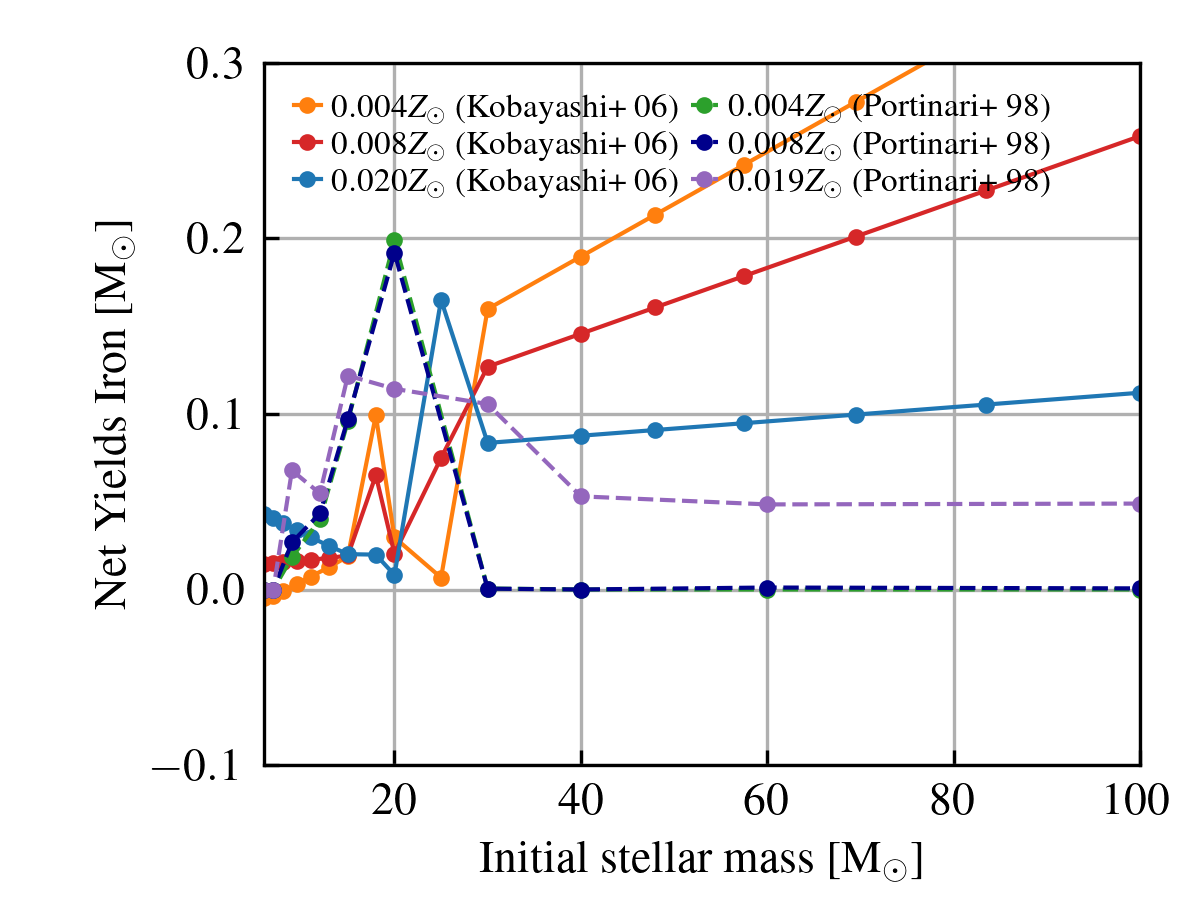 0.3
0.004Z⊙ (Kobayashi+ 06) 0.004Z⊙ (Portinari+ 98)
0.008Z⊙ (Kobayashi+ 06) 0.008Z⊙ (Portinari+ 98)
0.020Z⊙ (Kobayashi+ 06) 0.019Z⊙ (Portinari+ 98)
0.2
0.1
0.0
−0.1
Net Yields Iron [M⊙]
20 40 60 80 100
Initial stellar mass [M⊙]